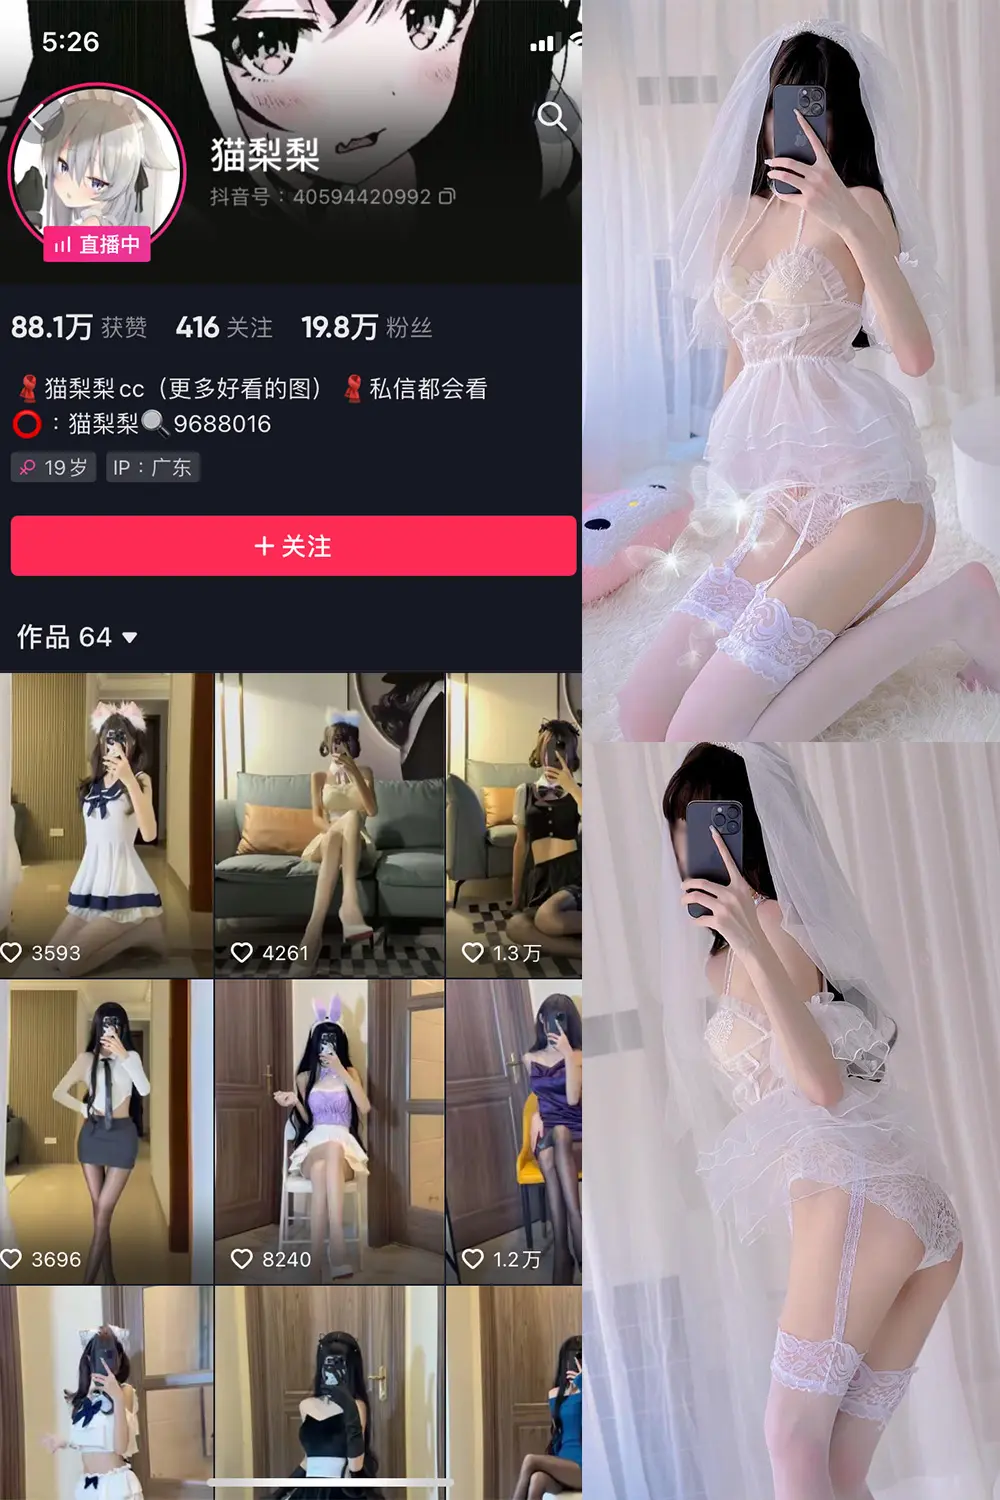 5:26
猫梨梨
抖音号：40594420992
直播中
88.1万 获赞 416 关注 19.8万 粉丝
猫梨梨cc（更多好看的图） 私信都会看
：猫梨梨 9688016
19岁 IP：广东
+ 关注
作品 64
3593 4261 1.3万
3696 8240 1.2万